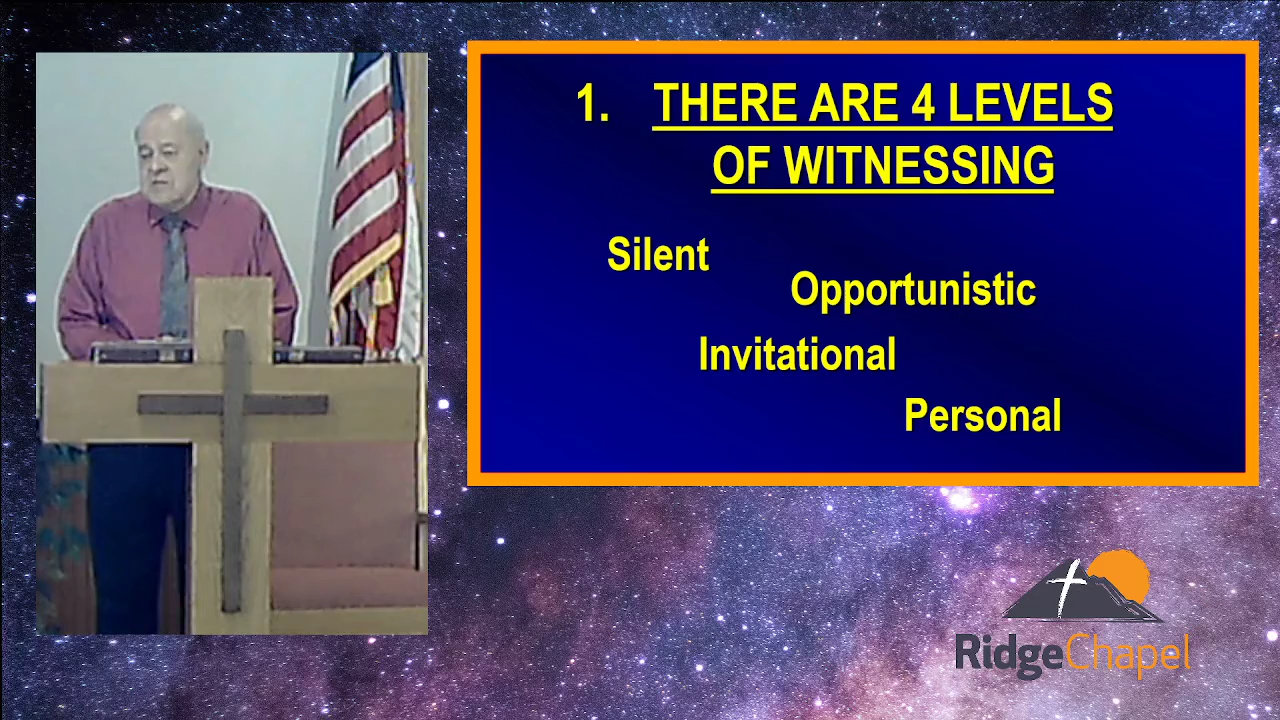 1. THERE ARE 4 LEVELS
OF WITNESSING
Silent
Opportunistic
Invitational
Personal
RidgeChapel